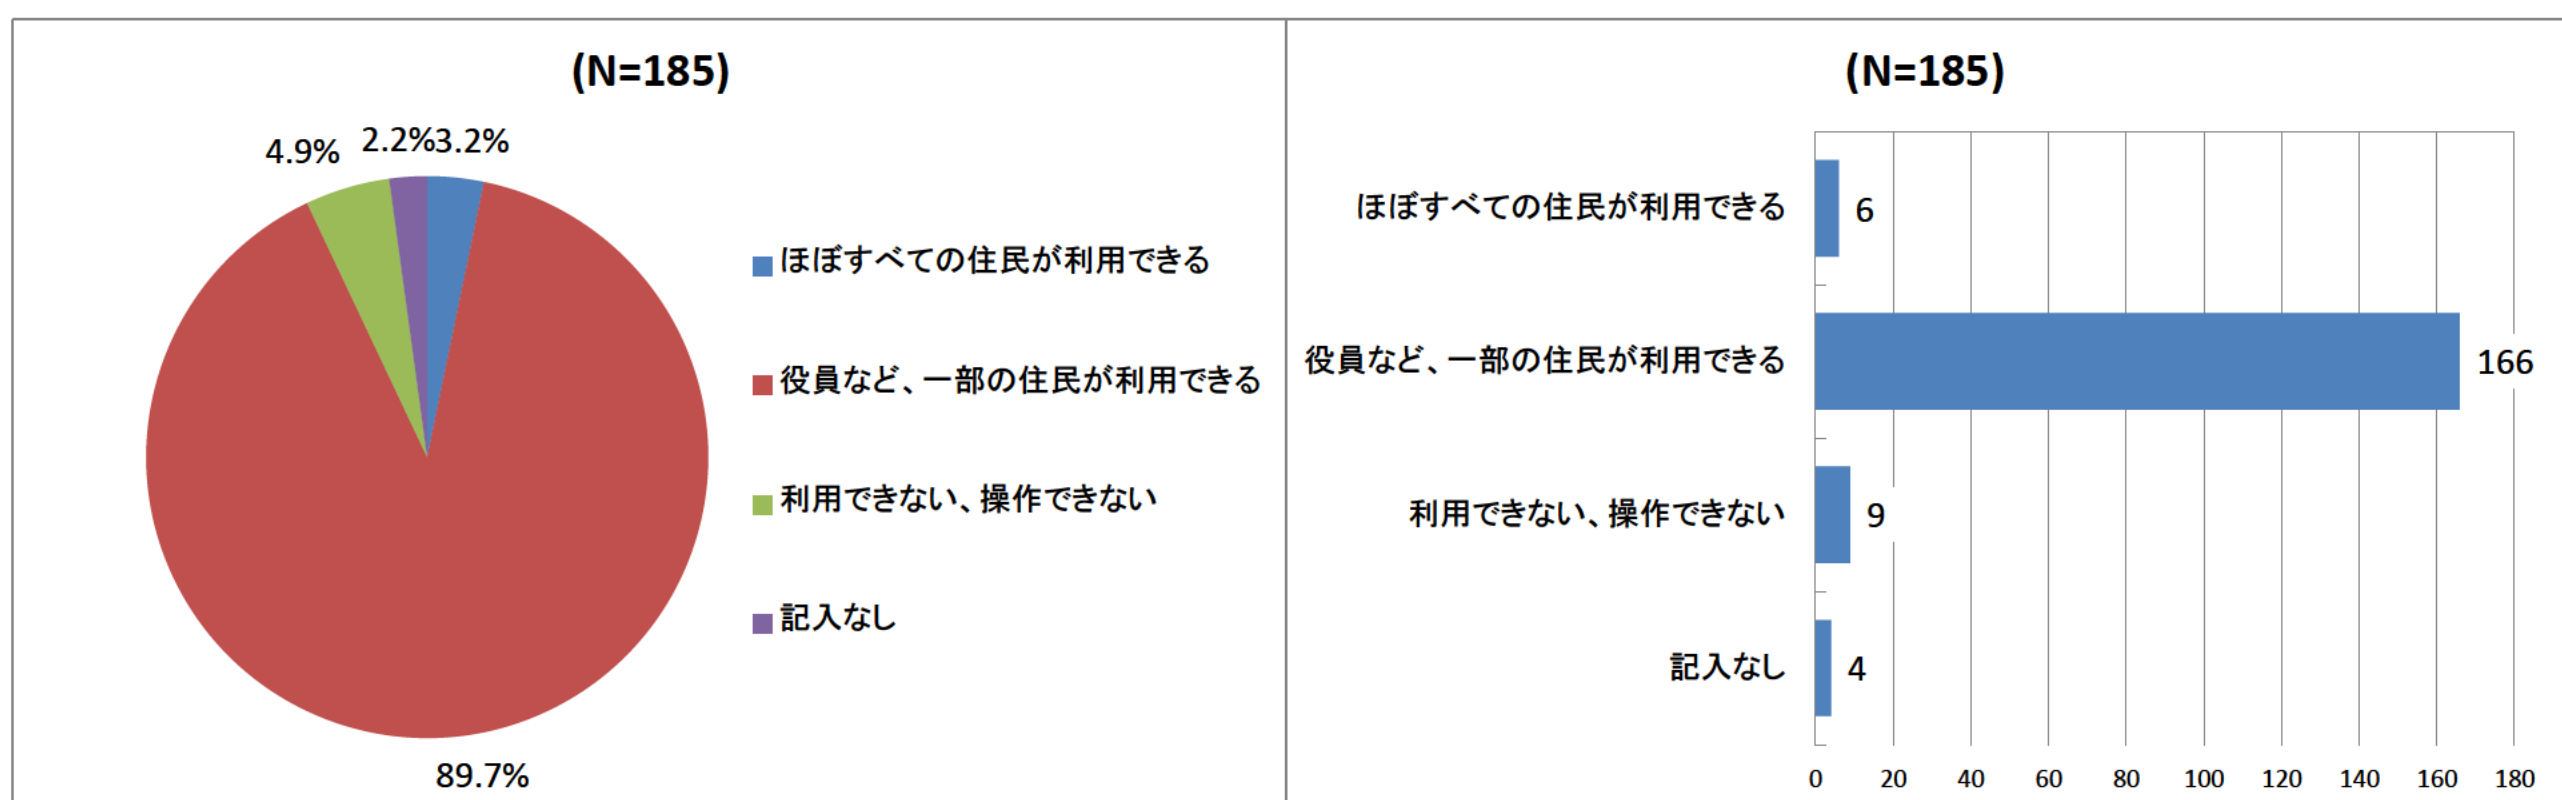 (N=185)
4.9%
2.2%
3.2%
89.7%
ほぼすべての住民が利用できる
役員など、一部の住民が利用できる
利用できない、操作できない
記入なし
(N=185)
ほぼすべての住民が利用できる
6
役員など、一部の住民が利用できる
166
利用できない、操作できない
9
記入なし
4
0 20 40 60 80 100 120 140 160 180